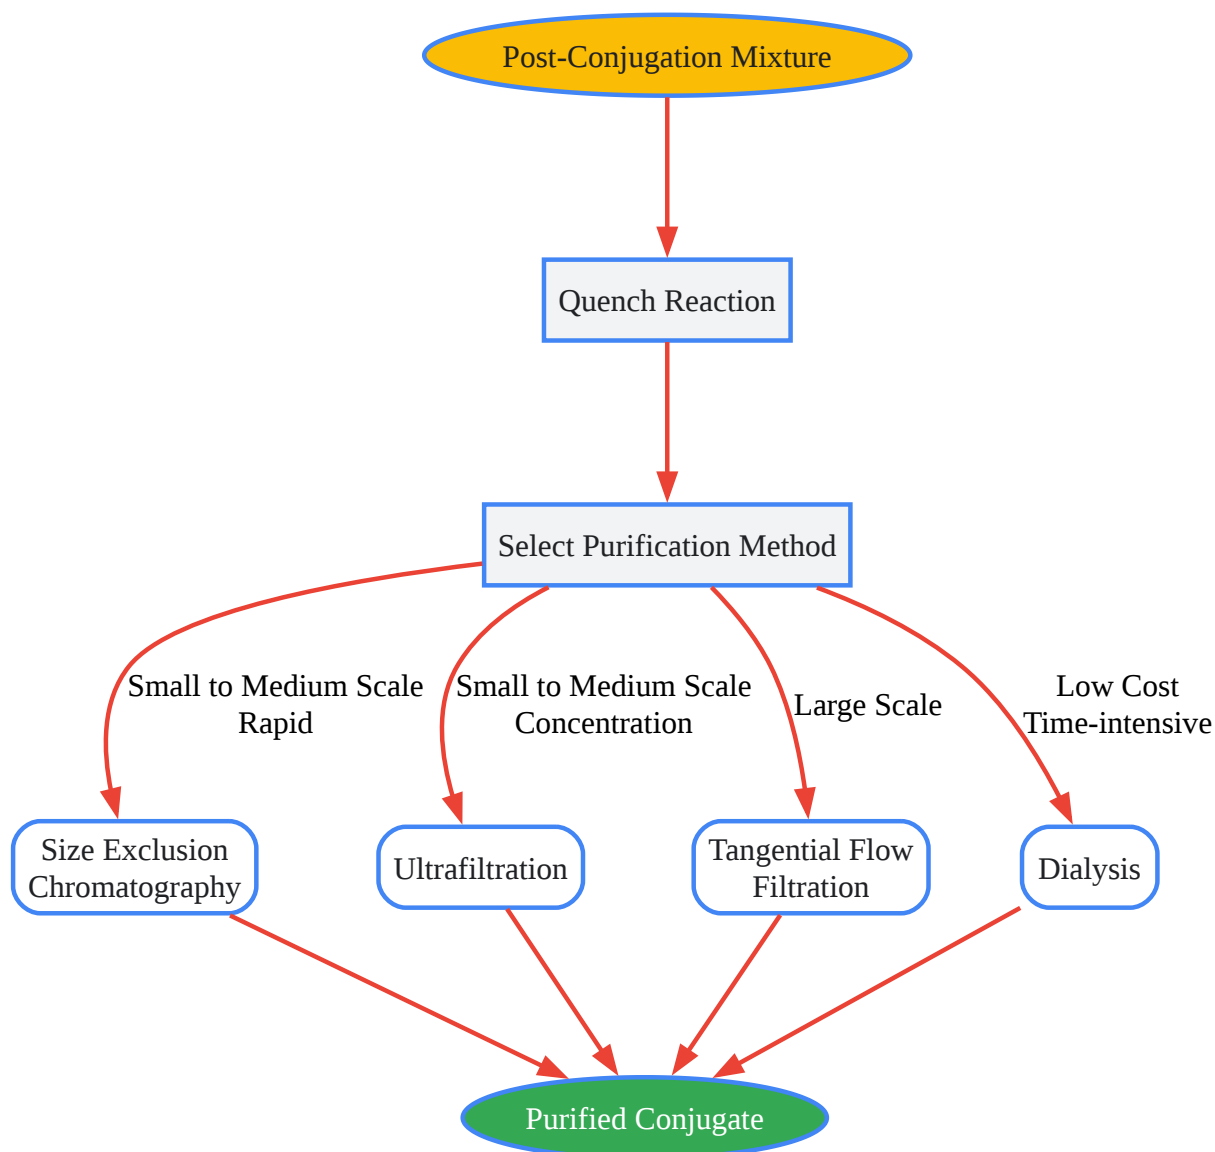 Post-Conjugation Mixture
Quench Reaction
Select Purification Method
Small to Medium Scale
Rapid
Small to Medium Scale
Concentration
Large Scale
Low Cost
Time-intensive
Size Exclusion
Chromatography
Ultrafiltration
Tangential Flow
Filtration
Dialysis
Purified Conjugate